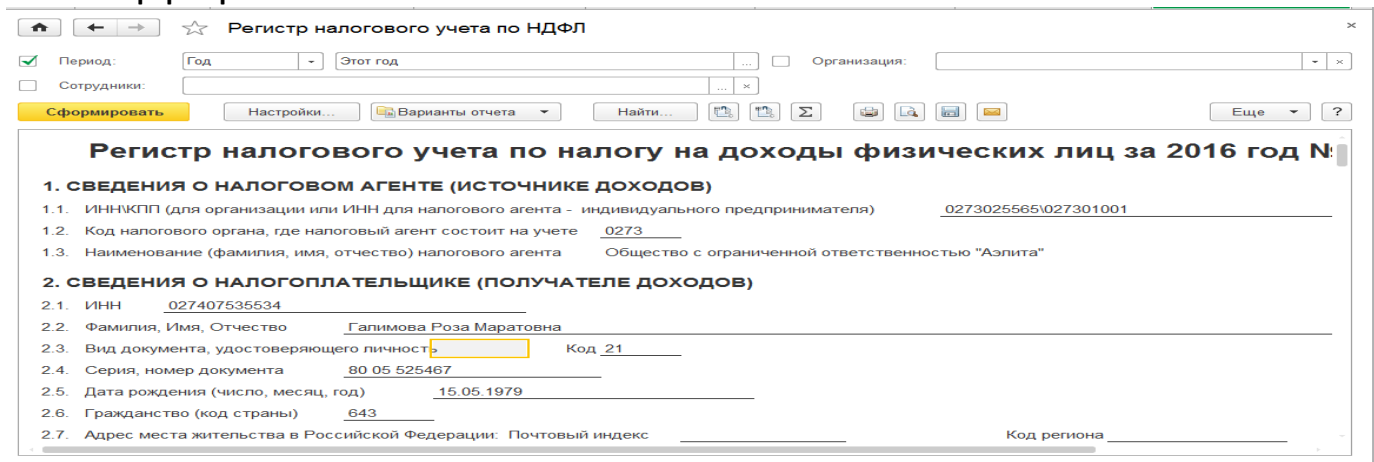 Регистр налогового учета по НДФЛ ×
Период: Год Этот год ... Организация: ×
Сотрудники: ... ×
Сформировать Настройки... Варианты отчета Найти... Σ Еще ?
Регистр налогового учета по налогу на доходы физических лиц за 2016 год №
1. СВЕДЕНИЯ О НАЛОГОВОМ АГЕНТЕ (ИСТОЧНИКЕ ДОХОДОВ)
1.1. ИНН\КПП (для организации или ИНН для налогового агента - индивидуального предпринимателя) 0273025565\027301001
1.2. Код налогового органа, где налоговый агент состоит на учете 0273
1.3. Наименование (фамилия, имя, отчество) налогового агента Общество с ограниченной ответственностью "Аэлита"
2. СВЕДЕНИЯ О НАЛОГОПЛАТЕЛЬЩИКЕ (ПОЛУЧАТЕЛЕ ДОХОДОВ)
2.1. ИНН 027407535534
2.2. Фамилия, Имя, Отчество Галимова Роза Маратовна
2.3. Вид документа, удостоверяющего личность Код 21
2.4. Серия, номер документа 80 05 525467
2.5. Дата рождения (число, месяц, год) 15.05.1979
2.6. Гражданство (код страны) 643
2.7. Адрес места жительства в Российской Федерации: Почтовый индекс Код региона